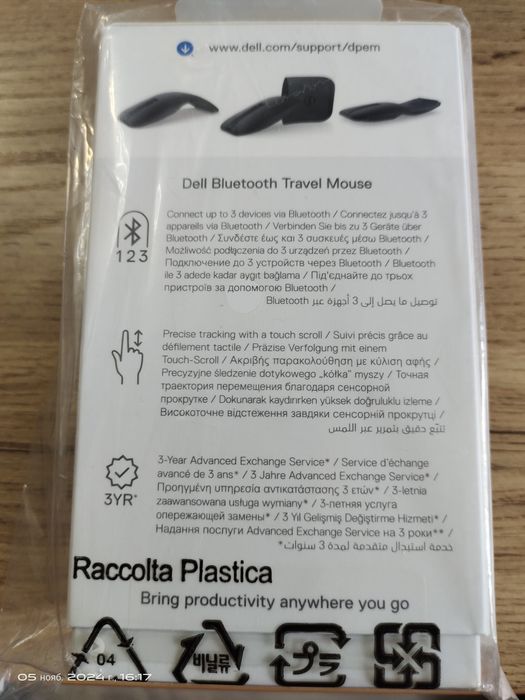 www.dell.com/support/dpem
Dell Bluetooth Travel Mouse
Connect up to 3 devices via Bluetooth / Connectez jusqu'à 3
appareils via Bluetooth / Verbinden Sie bis zu 3 Geräte über
Bluetooth / Συνδέστε έως και 3 συσκευές μέσω Bluetooth /
Możliwość podłączenia do 3 urządzeń przez Bluetooth /
Подключение до 3 устройств через Bluetooth / Bluetooth
ile 3 adede kadar aygıt bağlama / Під'єднайте до трьох
пристроїв за допомогою Bluetooth /
توصيل ما يصل إلى 3 أجهزة عبر Bluetooth
1 2 3
Precise tracking with a touch scroll / Suivi précis grâce au
défilement tactile / Präzise Verfolgung mit einem
Touch-Scroll / Ακριβής παρακολούθηση με κύλιση αφής /
Precyzyjne śledzenie dotykowego „kółka" myszy / Точная
траектория перемещения благодаря сенсорной
прокрутке / Dokunarak kaydırırken yüksek doğruluklu izleme /
Високоточне відстеження завдяки сенсорній прокрутці /
تتبّع دقيق بتمرير عبر اللمس
3-Year Advanced Exchange Service* / Service d'échange
avancé de 3 ans* / 3 Jahre Advanced Exchange Service* /
Προηγμένη υπηρεσία αντικατάστασης 3 ετών* / 3-letnia
zaawansowana usługa wymiany* / 3-летняя услуга
опережающей замены* / 3 Yıl Gelişmiş Değiştirme Hizmeti* /
Надання послуги Advanced Exchange Service на 3 роки** /
خدمة استبدال متقدمة لمدة 3 سنوات*
3YR*
Raccolta Plastica
Bring productivity anywhere you go
04
비닐류
プラ
05 нояб. 2024 г. 16:17